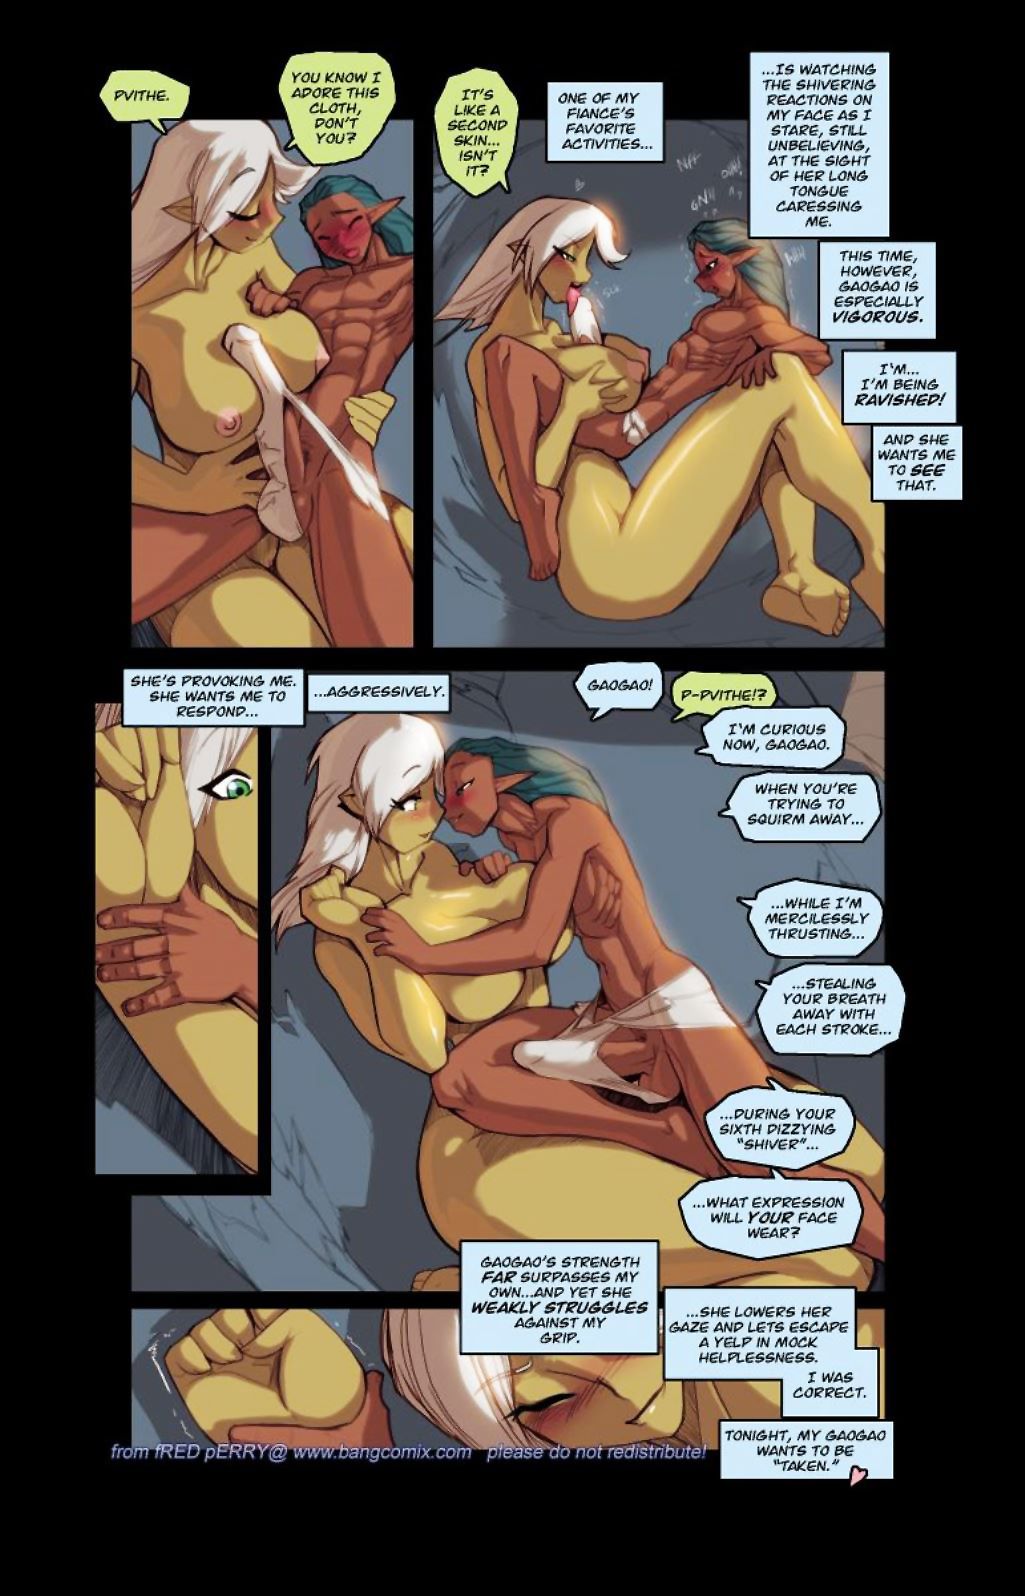 PVITHE.
YOU KNOW I
ADORE THIS
CLOTH,
DON'T
YOU?
IT'S
LIKE A
SECOND
SKIN...
ISN'T
IT?
ONE OF MY
FIANCE'S
FAVORITE
ACTIVITIES...
...IS WATCHING
THE SHIVERING
REACTIONS ON
MY FACE AS I
STARE, STILL
UNBELIEVING,
AT THE SIGHT
OF HER LONG
TONGUE
CARESSING
ME.
THIS TIME,
HOWEVER,
GAOGAO IS
ESPECIALLY
VIGOROUS.
I'M...
I'M BEING
RAVISHED!
AND SHE
WANTS ME
TO SEE
THAT.
SHE'S PROVOKING ME.
SHE WANTS ME TO
RESPOND...
...AGGRESSIVELY.
GAOGAO!
P-PVITHE!?
I'M CURIOUS
NOW, GAOGAO.
WHEN YOU'RE
TRYING TO
SQUIRM AWAY...
...WHILE I'M
MERCILESSLY
THRUSTING...
...STEALING
YOUR BREATH
AWAY WITH
EACH STROKE...
...DURING YOUR
SIXTH DIZZYING
"SHIVER"...
...WHAT EXPRESSION
WILL YOUR FACE
WEAR?
GAOGAO'S STRENGTH
FAR SURPASSES MY
OWN...AND YET SHE
WEAKLY STRUGGLES
AGAINST MY
GRIP.
...SHE LOWERS HER
GAZE AND LETS ESCAPE
A YELP IN MOCK
HELPLESSNESS.
I WAS
CORRECT.
TONIGHT, MY GAOGAO
WANTS TO BE
"TAKEN."
from fRED pERRY@ www.bangcomix.com please do not redistribute!